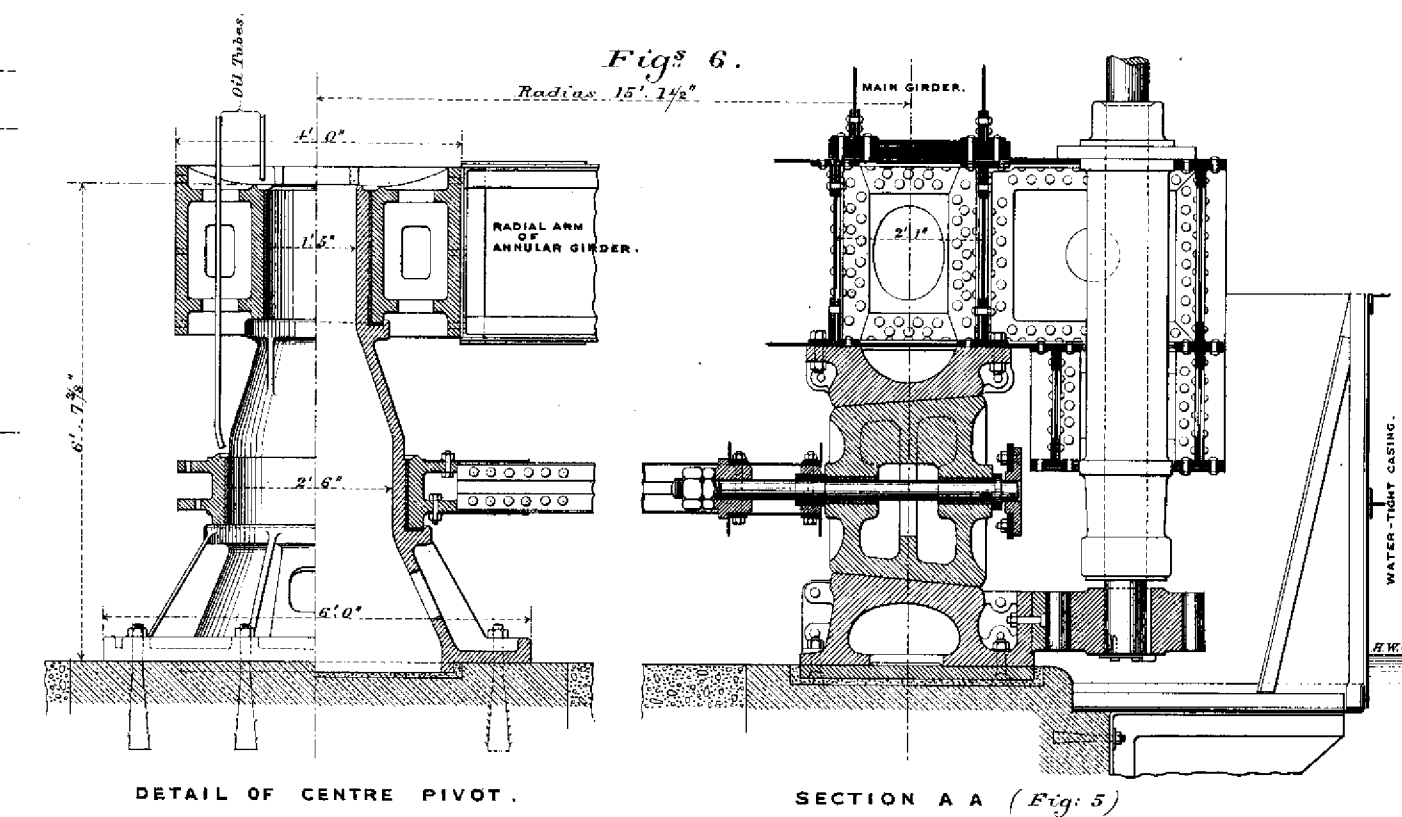 Figs. 6.
Oil Tubes.
Radius 15'. 1½"
MAIN GIRDER.
4'. 0"
1'. 5"
RADIAL ARM
OF
ANNULAR GIRDER.
2'. 1"
6'. 7⅜"
2'. 6"
6'. 0"
WATER-TIGHT CASING.
H.W.
DETAIL OF CENTRE PIVOT.
SECTION A A (Fig: 5)